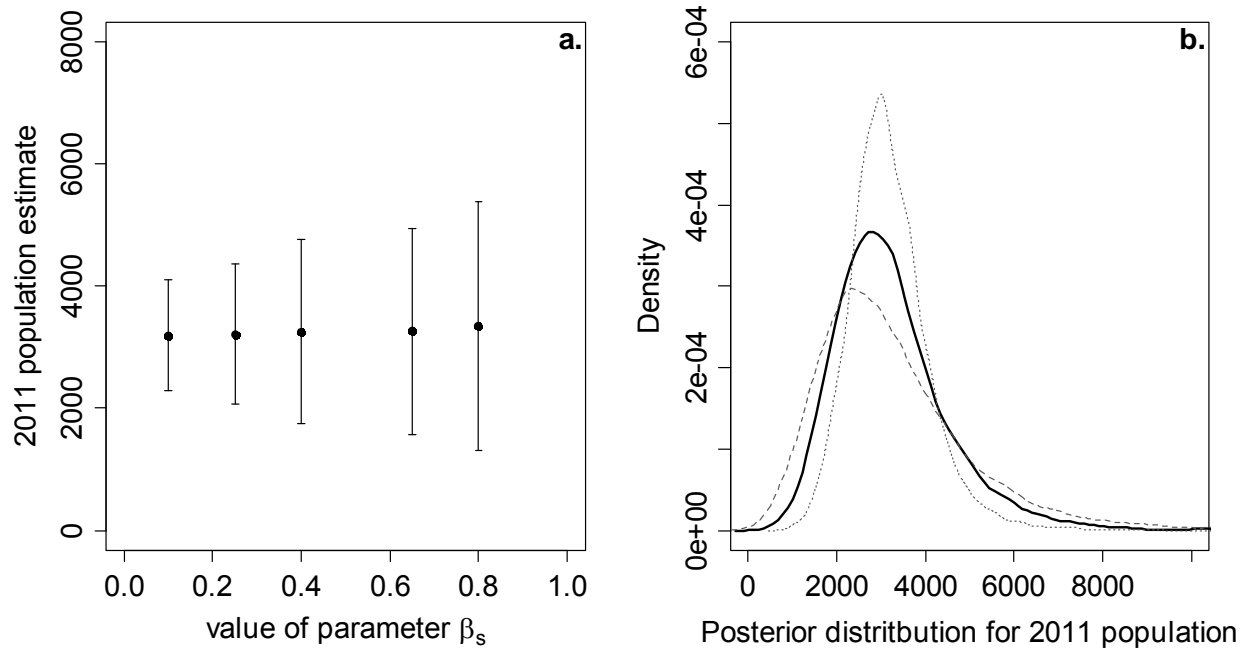 a.
2011 population estimate
8000
6000
4000
2000
0
0.0 0.2 0.4 0.6 0.8 1.0
value of parameter βs
b.
Density
6e-04
4e-04
2e-04
0e+00
0 2000 4000 6000 8000
Posterior distritbution for 2011 population